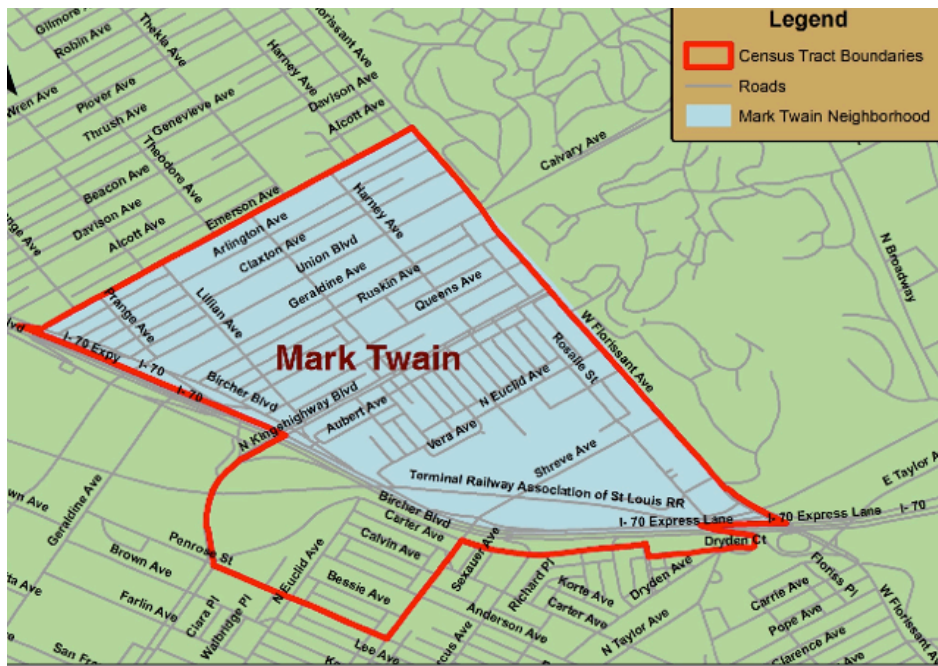 Legend
Census Tract Boundaries
Roads
Mark Twain Neighborhood
Gilmore Ave
Robin Ave
Thekla Ave
Harney Ave
Florissant Ave
Wren Ave
Plover Ave
Thrush Ave
Genevieve Ave
Davison Ave
Alcott Ave
Calvary Ave
Theodore Ave
Beacon Ave
Davison Ave
Alcott Ave
Emerson Ave
Harney Ave
N Broadway
Arlington Ave
Claxton Ave
Union Blvd
Geraldine Ave
Ruskin Ave
Queens Ave
Prange Ave
Lillian Ave
W Florissant Ave
Rosalie St
Mark Twain
I- 70 Expy
I- 70
I- 70
Bircher Blvd
N Kingshighway Blvd
Aubert Ave
N Euclid Ave
Vera Ave
Shreve Ave
Terminal Railway Association of St Louis RR
E Taylor
Geraldine Ave
Bircher Blvd
I- 70 Express Lane
I- 70 Express Lane
I- 70
Dryden Ct
Carter Ave
Calvin Ave
Sexauer Ave
Penrose St
N Euclid Ave
Brown Ave
Bessie Ave
Richard Pl
Korte Ave
Dryden Ave
Floriss Pl
Carrie Ave
W Florissant
Farlin Ave
Ciara Pl
Walbridge Pl
Anderson Ave
Carter Ave
N Taylor Ave
Pope Ave
Clarence Ave
Lee Ave
San Fra